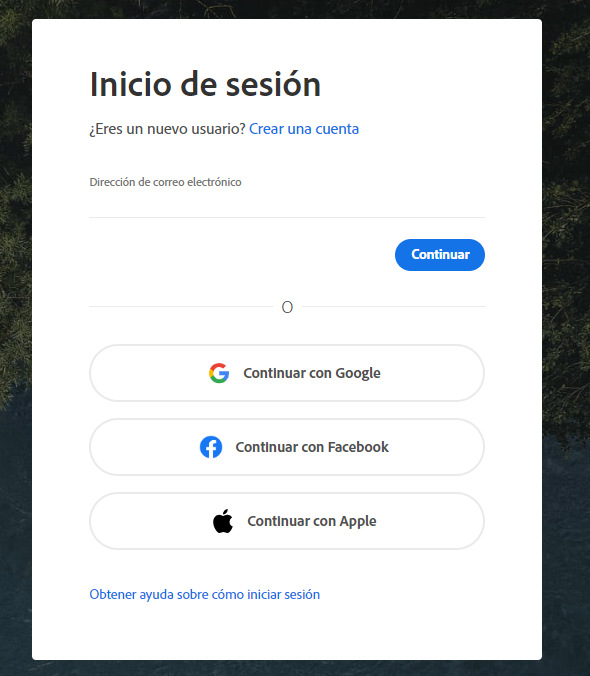 Inicio de sesión
¿Eres un nuevo usuario? Crear una cuenta
Dirección de correo electrónico
Continuar
O
Continuar con Google
Continuar con Facebook
Continuar con Apple
Obtener ayuda sobre cómo iniciar sesión